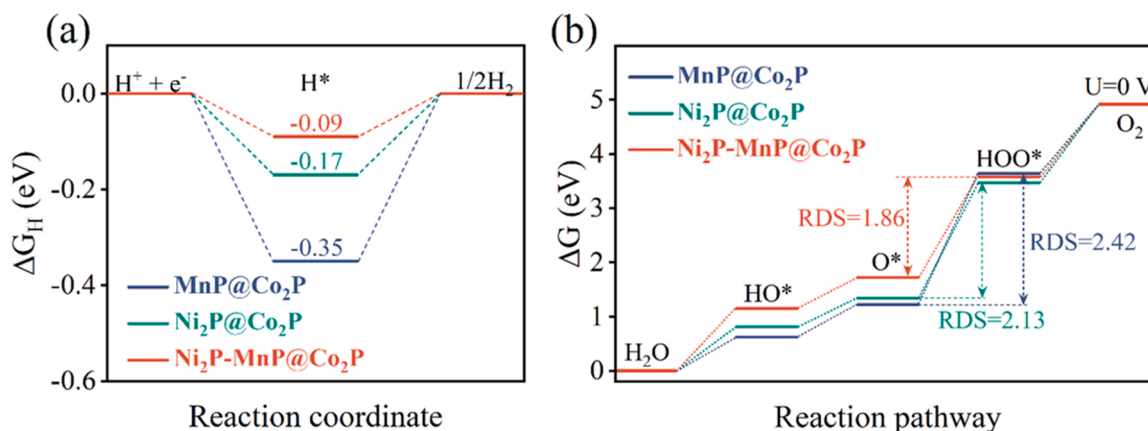 (a)
0.0
-0.2
-0.4
-0.6
ΔG_H (eV)
H⁺ + e⁻
H*
1/2H₂
-0.09
-0.17
-0.35
MnP@Co₂P
Ni₂P@Co₂P
Ni₂P-MnP@Co₂P
Reaction coordinate
(b)
5
4
3
2
1
0
ΔG (eV)
MnP@Co₂P
Ni₂P@Co₂P
Ni₂P-MnP@Co₂P
U=0 V
O₂
HOO*
RDS=1.86
RDS=2.42
O*
HO*
RDS=2.13
H₂O
Reaction pathway